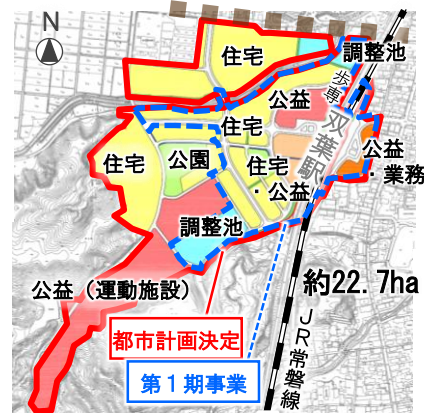 N
住宅
調整池
歩専
公益
住宅
双葉駅
住宅
公園
住宅
・公益
公益
・業務
調整池
公益（運動施設）
約22.7ha
都市計画決定
ＪＲ常磐線
第１期事業